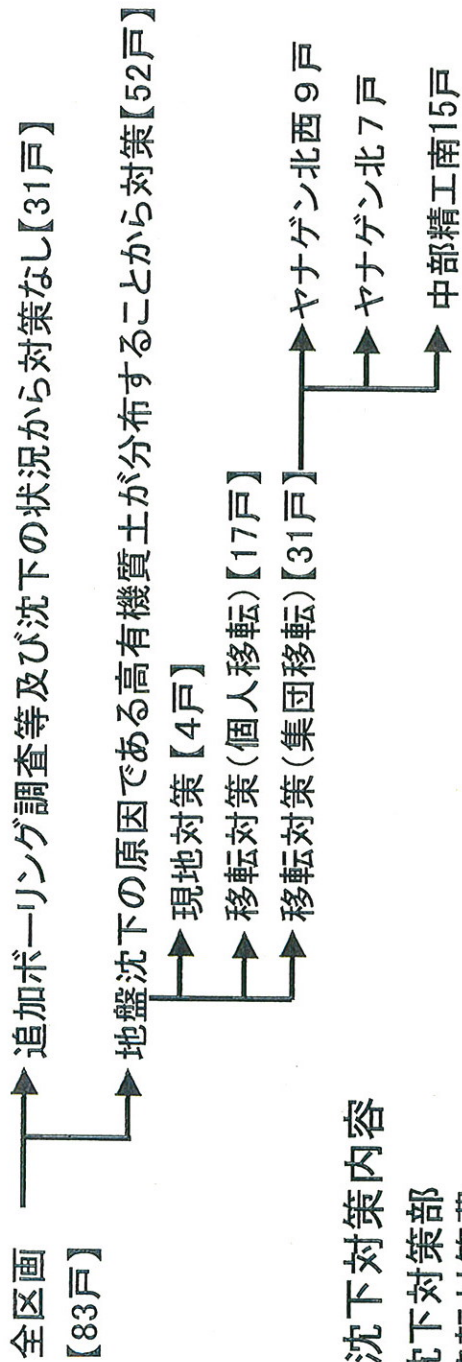 全区画
【83戸】
追加ボーリング調査等及び沈下の状況から対策なし【31戸】
地盤沈下の原因である高有機質土が分布することから対策【52戸】
現地対策【4戸】
移転対策(個人移転)【17戸】
移転対策(集団移転)【31戸】
ヤナゲン北西９戸
ヤナゲン北７戸
中部精工南15戸
沈下対策内容
沈下対策部